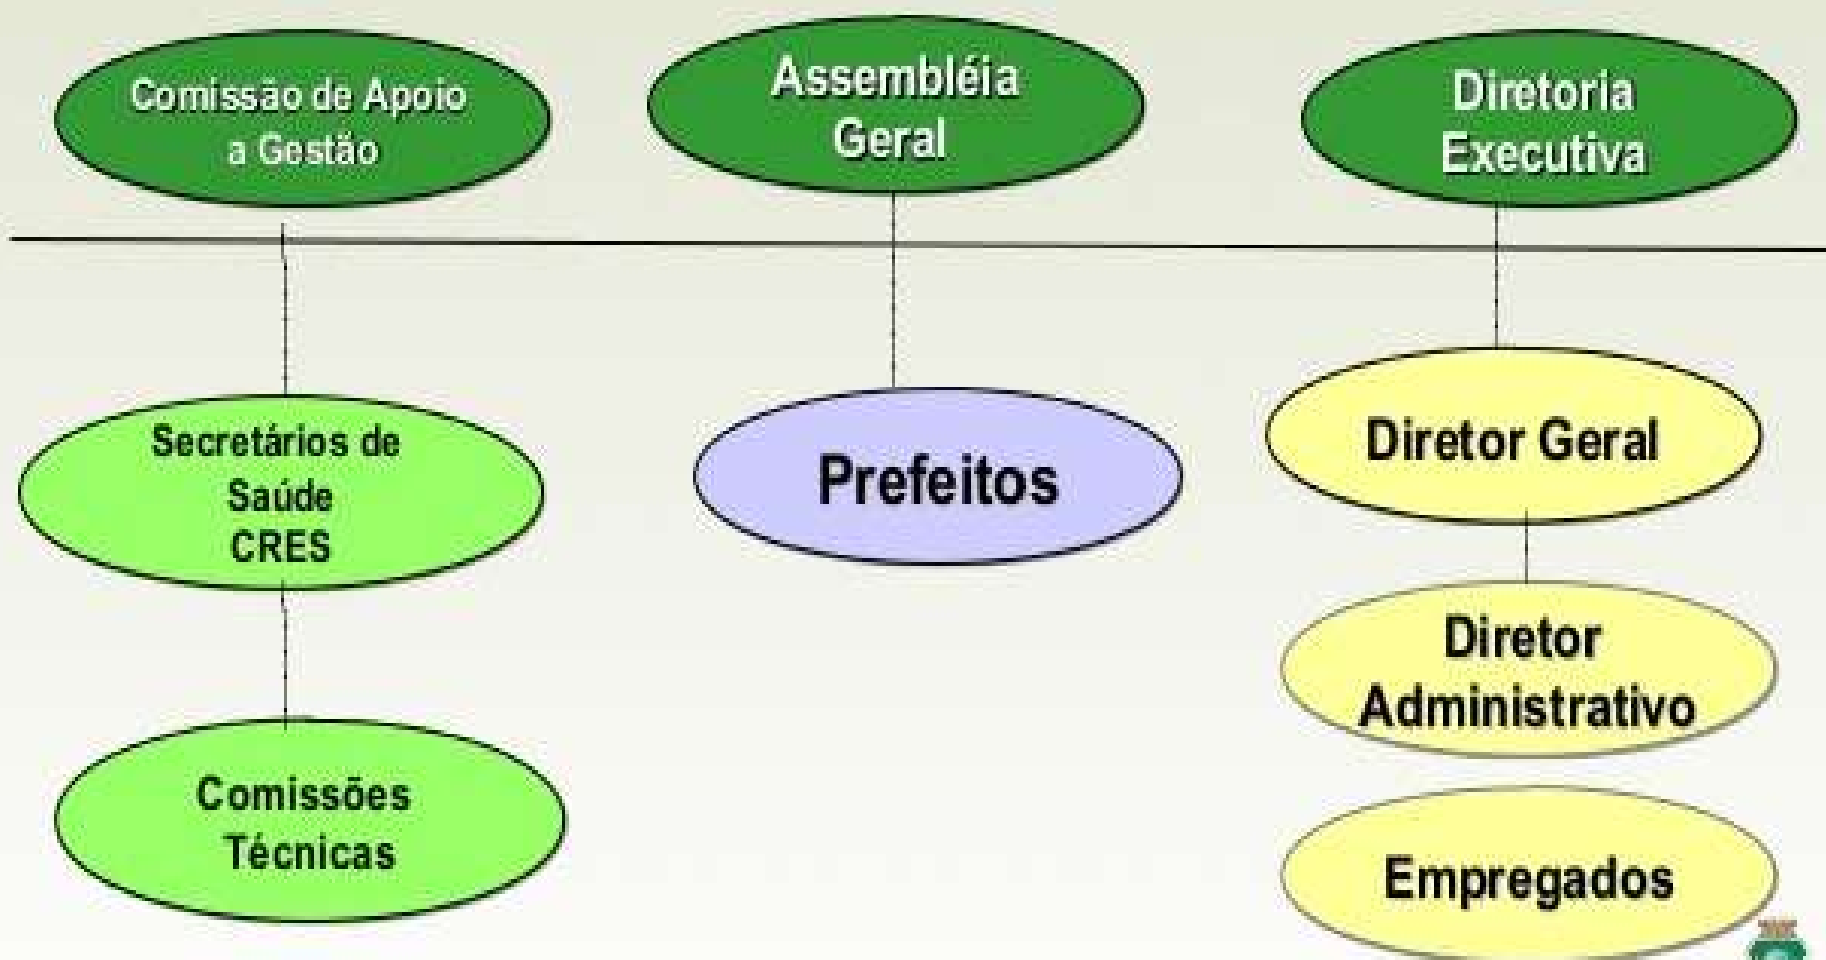 Comissão de Apoio
a Gestão
Assembléia
Geral
Diretoria
Executiva
Secretários de
Saúde
CRES
Prefeitos
Diretor Geral
Diretor
Administrativo
Comissões
Técnicas
Empregados